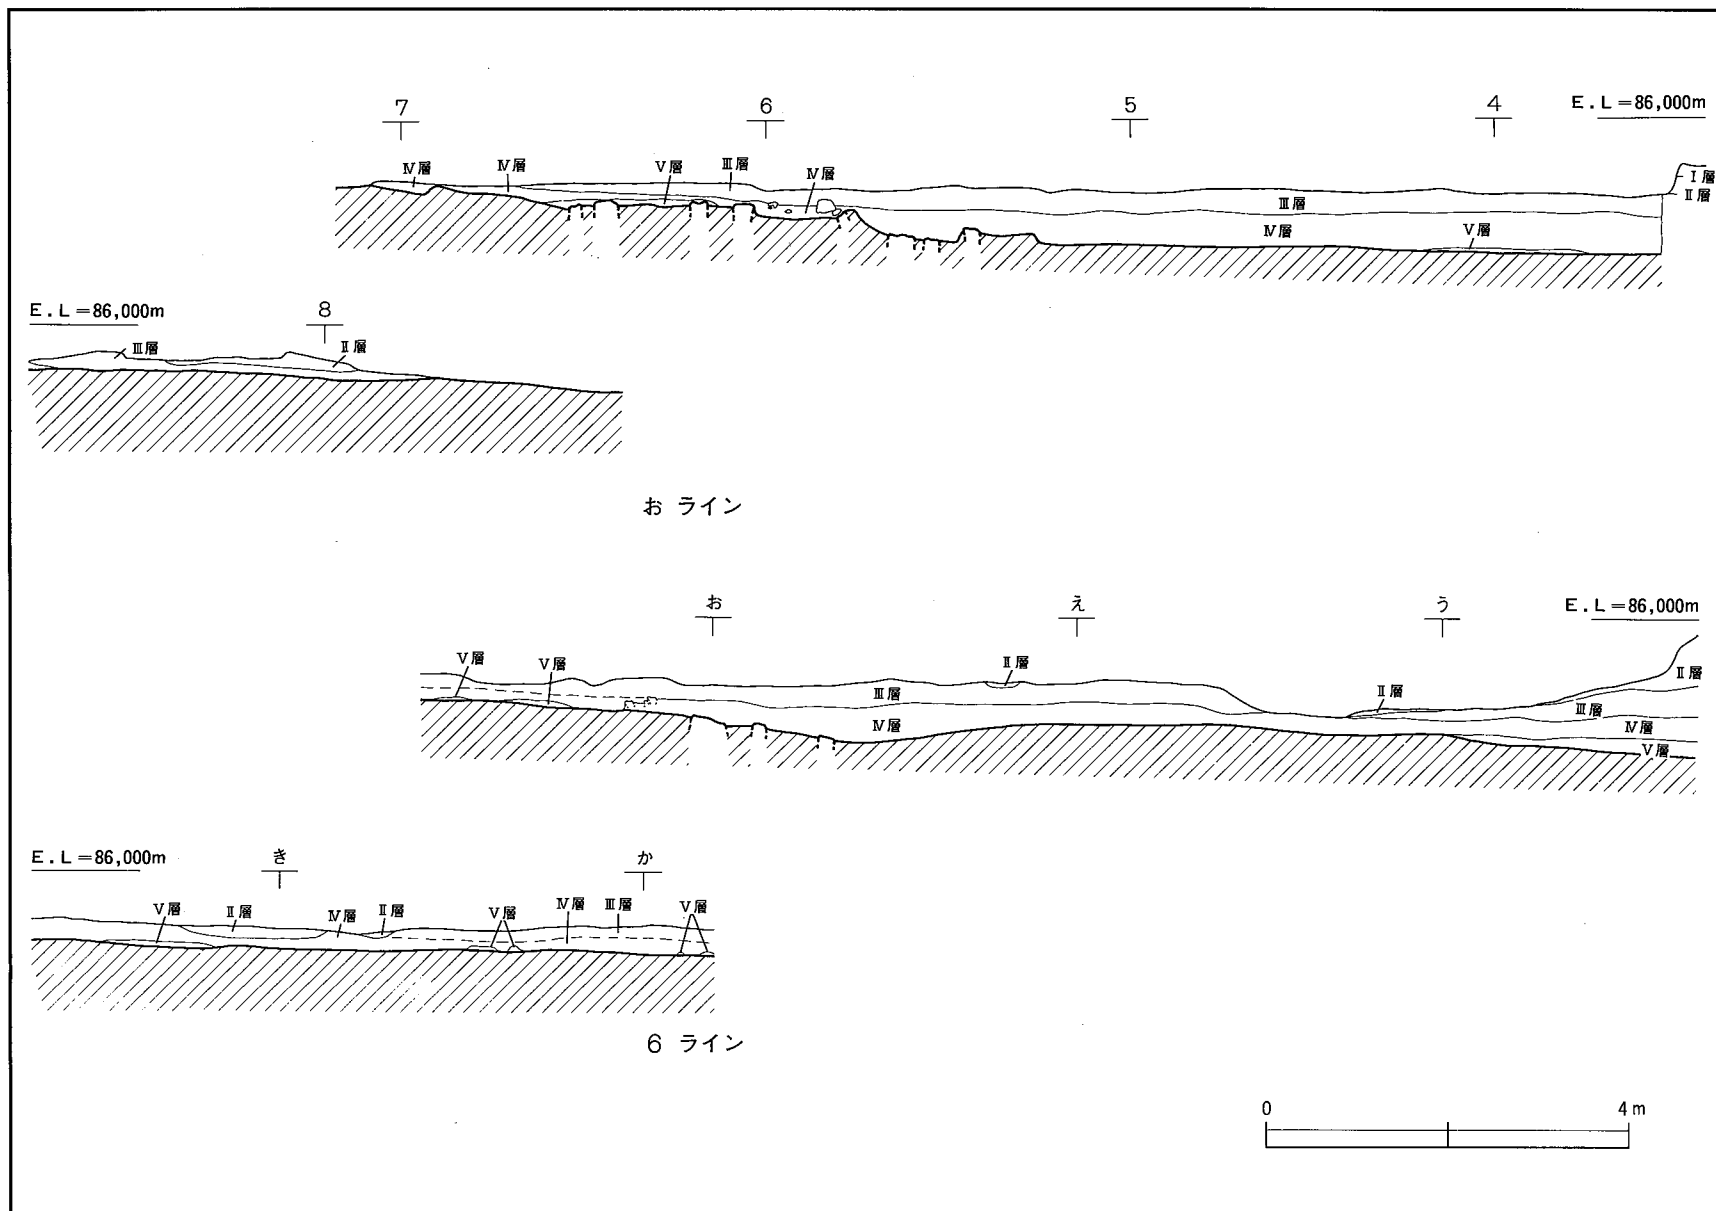 7 6 5 4 E.L=86,000m
Ⅳ層 Ⅳ層 Ⅴ層 Ⅲ層 Ⅳ層 Ⅰ層
Ⅱ層
Ⅲ層
Ⅳ層 Ⅴ層
E.L=86,000m 8
Ⅲ層 Ⅱ層
お ライン
お え う E.L=86,000m
Ⅴ層 Ⅴ層 Ⅱ層 Ⅱ層
Ⅲ層 Ⅱ層 Ⅲ層
Ⅳ層 Ⅳ層
Ⅴ層
E.L=86,000m き か
Ⅴ層 Ⅱ層 Ⅳ層 Ⅱ層 Ⅴ層 Ⅳ層 Ⅲ層 Ⅴ層
6 ライン
0 4m